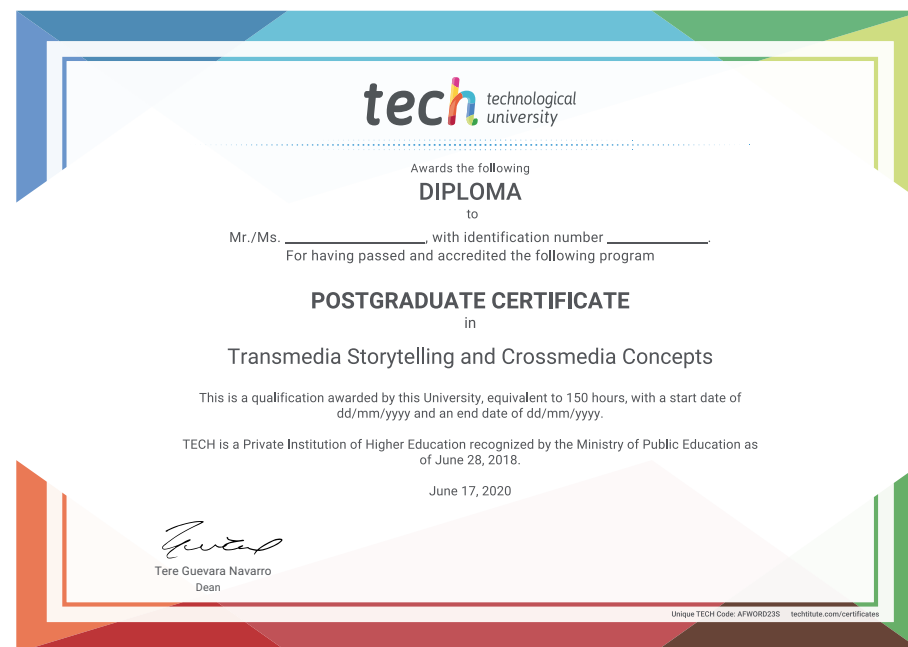 tech technological
university
Awards the following
DIPLOMA
to
Mr./Ms. ____________________, with identification number ______________.
For having passed and accredited the following program
POSTGRADUATE CERTIFICATE
in
Transmedia Storytelling and Crossmedia Concepts
This is a qualification awarded by this University, equivalent to 150 hours, with a start date of
dd/mm/yyyy and an end date of dd/mm/yyyy.
TECH is a Private Institution of Higher Education recognized by the Ministry of Public Education as
of June 28, 2018.
June 17, 2020
Tere Guevara Navarro
Dean
Unique TECH Code: AFWORD23S techtitute.com/certificates